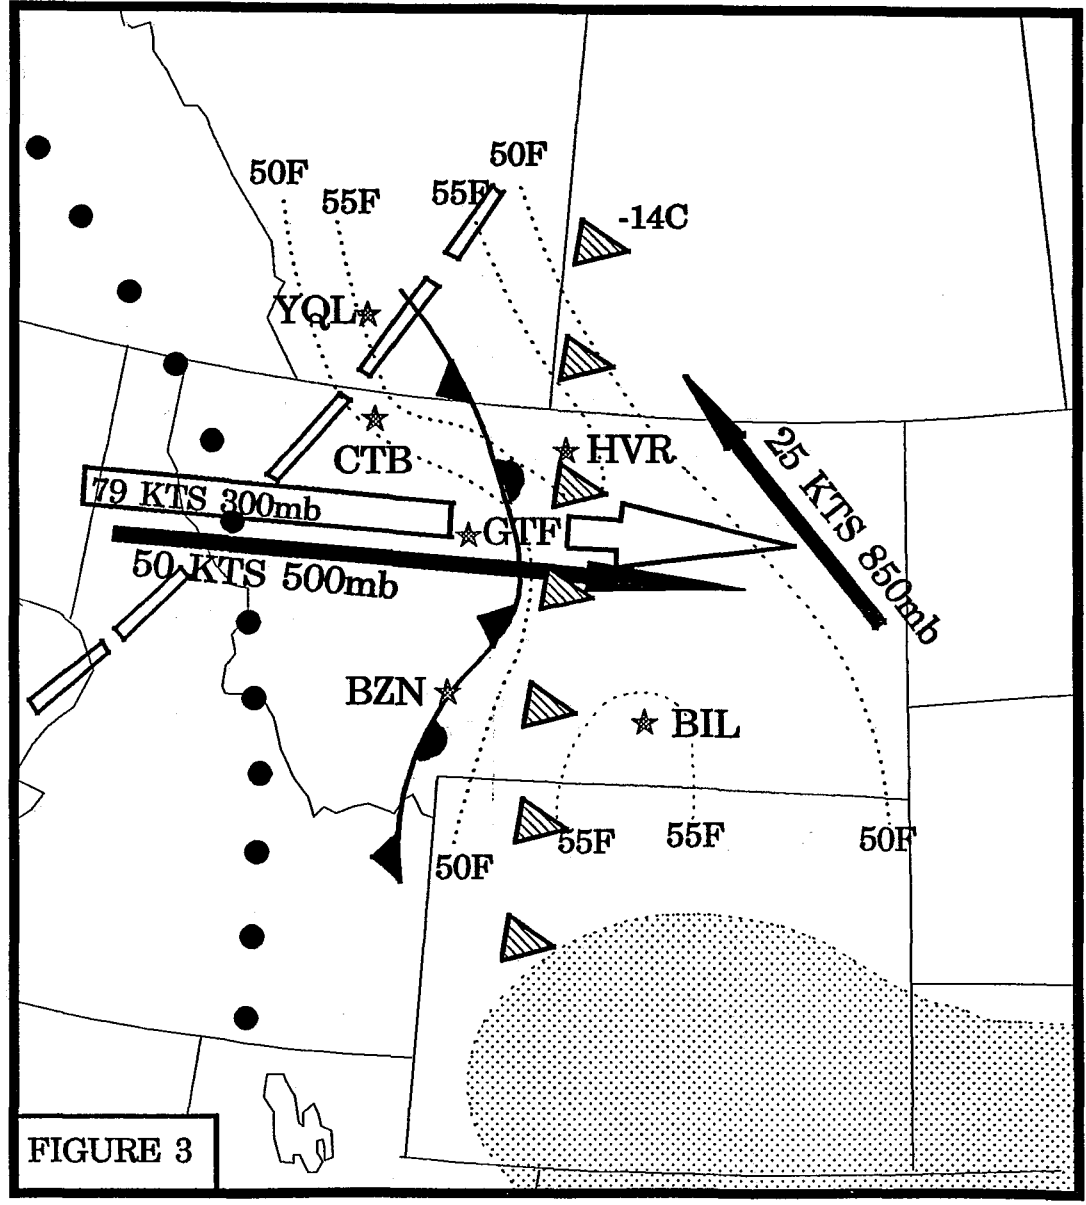 50F
50F
55F
55F
-14C
YQL
CTB
HVR
79 KTS 300mb
GTF
25 KTS 850mb
50 KTS 500mb
BZN
BIL
55F
55F
50F
50F
FIGURE 3